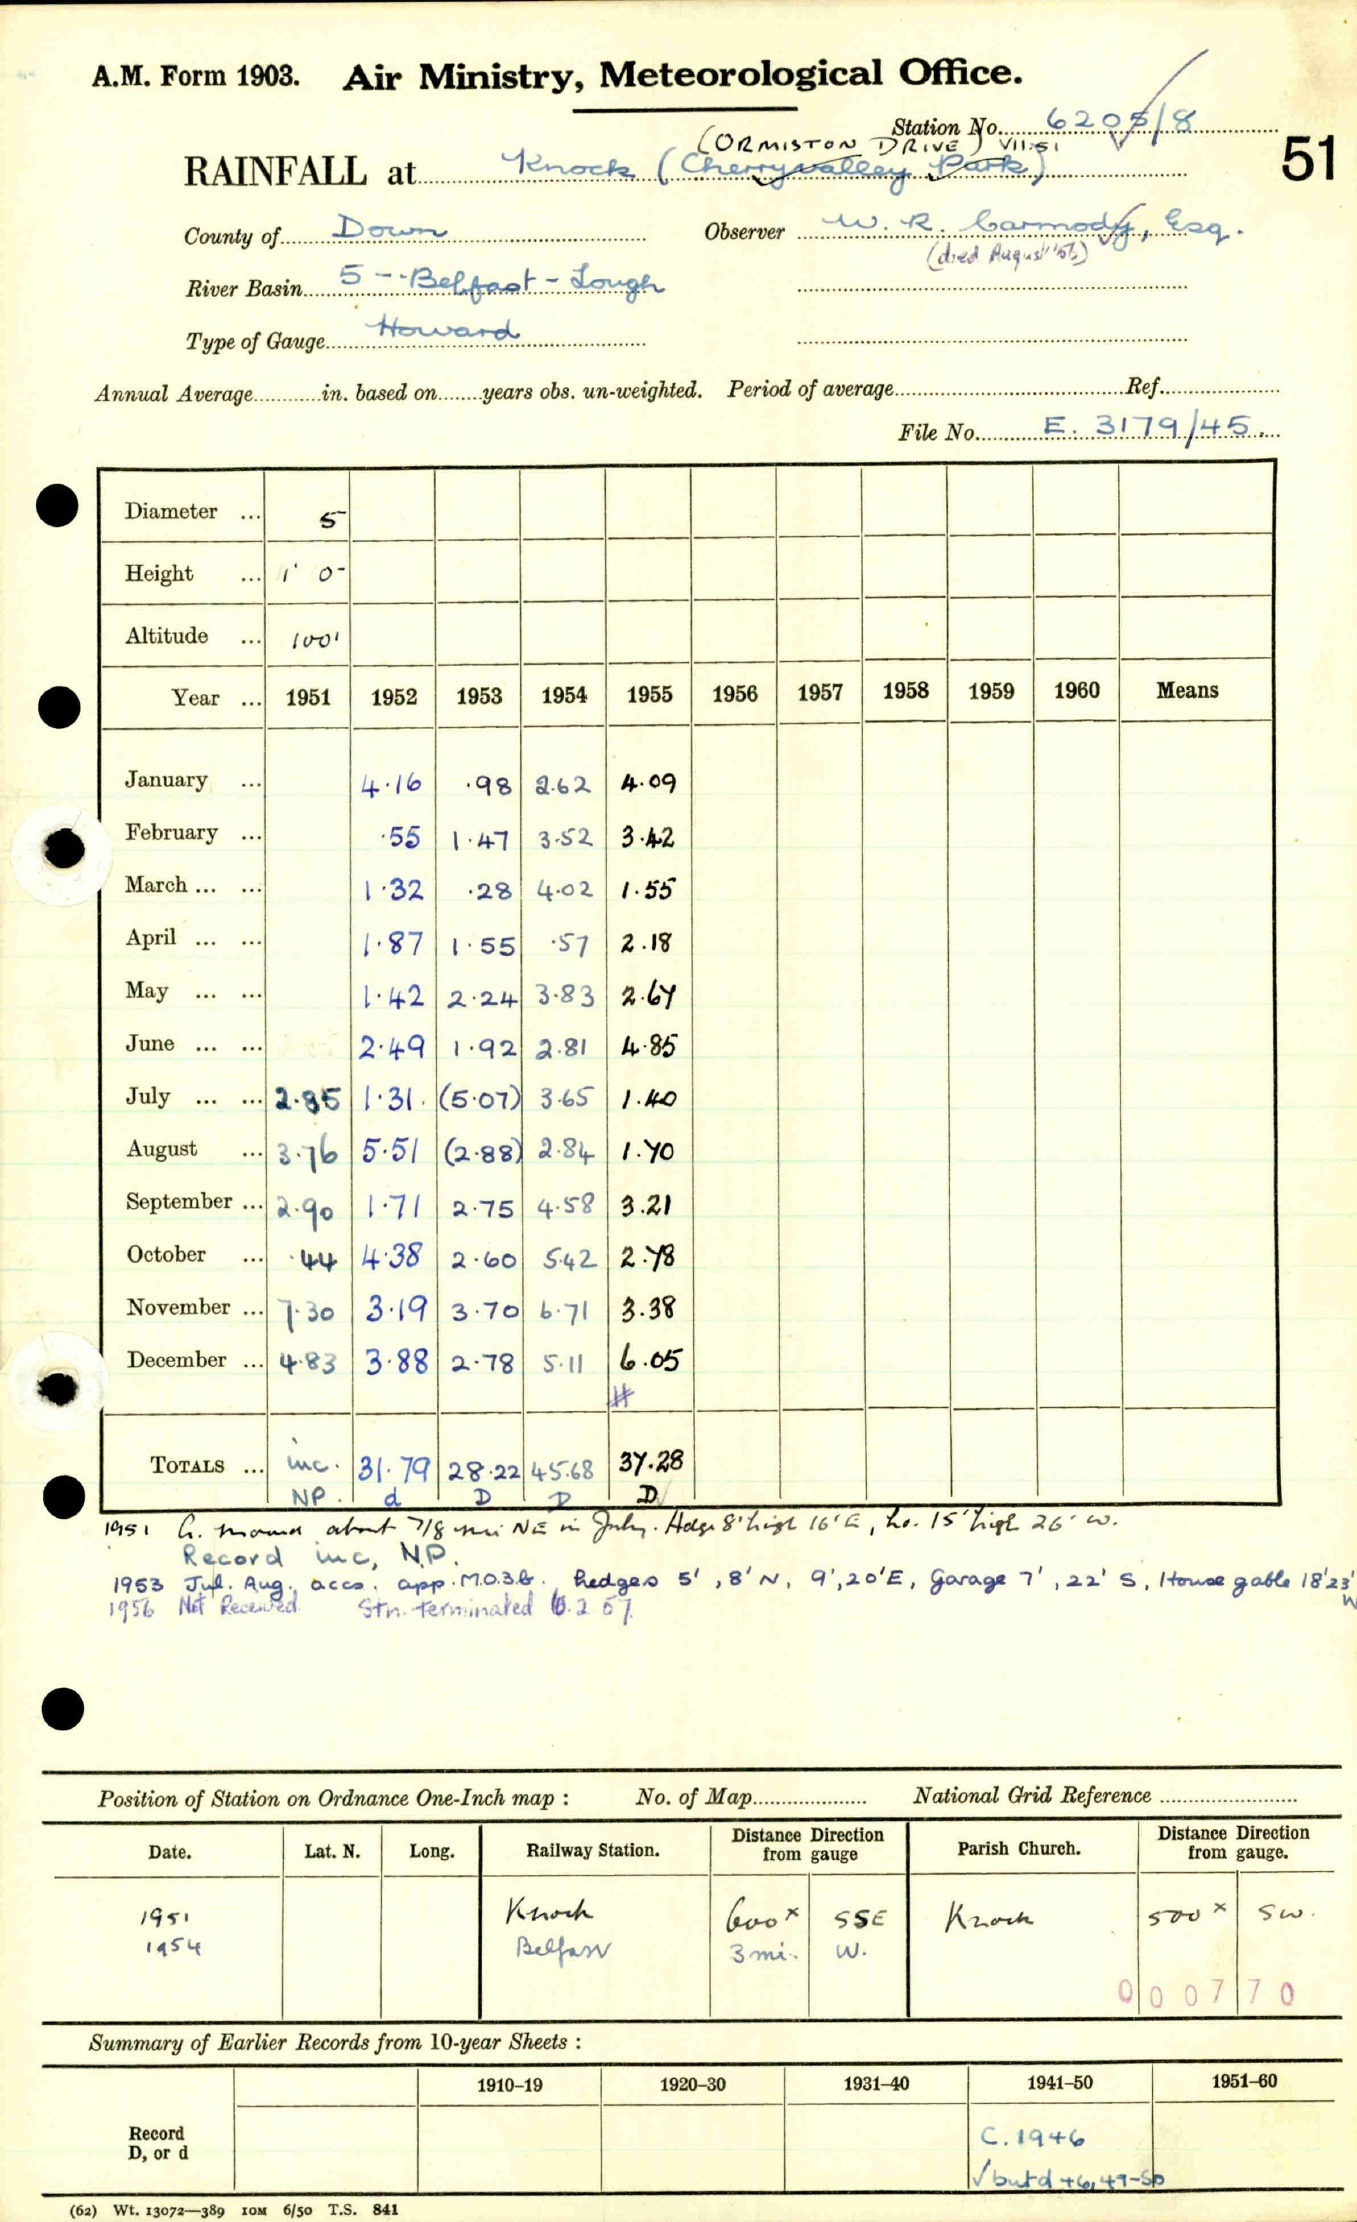 A.M. Form 1903. Air Ministry, Meteorological Office.
Station No. 6205/8
(ORMISTON DRIVE) VII.51
RAINFALL at Knock (Cherryvalley Park) 51
County of Down Observer W. R. Carmody, Esq.
(died August '56)
River Basin 5 - Belfast - Lough
Type of Gauge Howard
Annual Average in. based on years obs. un-weighted. Period of average Ref.
File No. E. 3179/45.
Diameter ... 5
Height ... 1' 0"
Altitude ... 100'
Year ... 1951 1952 1953 1954 1955 1956 1957 1958 1959 1960 Means
January ... 4.16 .98 2.62 4.09
February ... .55 1.47 3.52 3.42
March ... ... 1.32 .28 4.02 1.55
April ... ... 1.87 1.55 .57 2.18
May ... ... 1.42 2.24 3.83 2.67
June ... ... 2.49 1.92 2.81 4.85
July ... ... 2.85 1.31 (5.07) 3.65 1.40
August ... 3.76 5.51 (2.88) 2.84 1.70
September ... 2.90 1.71 2.75 4.58 3.21
October ... .44 4.38 2.60 5.42 2.78
November ... 7.30 3.19 3.70 6.71 3.38
December ... 4.83 3.88 2.78 5.11 6.05
#
TOTALS ... inc. 31.79 28.22 45.68 37.28
NP. d D D D
1951 G. moved about 7/8 mi NE in July. Hedge 8' high 16' E, ho. 15' high 26' W.
Record inc, N.P.
1953 Jul. Aug. accs. app. M.O.3b. hedges 5', 8' N, 9', 20' E, Garage 7', 22' S, House gable 18' 23' W
1956 Not Received. Stn. terminated 6.2.57.
Position of Station on Ordnance One-Inch map : No. of Map National Grid Reference
Date. Lat. N. Long. Railway Station. Distance Direction from gauge Parish Church. Distance Direction from gauge.
1951 Knock 600 x SSE Knock 500 x SW.
1954 Belfast 3 mi. W.
000770
Summary of Earlier Records from 10-year Sheets :
1910–19 1920–30 1931–40 1941–50 1951–60
Record C. 1946
D, or d √ but d 46, 49-50
(62) Wt. 13072—389 10M 6/50 T.S. 841